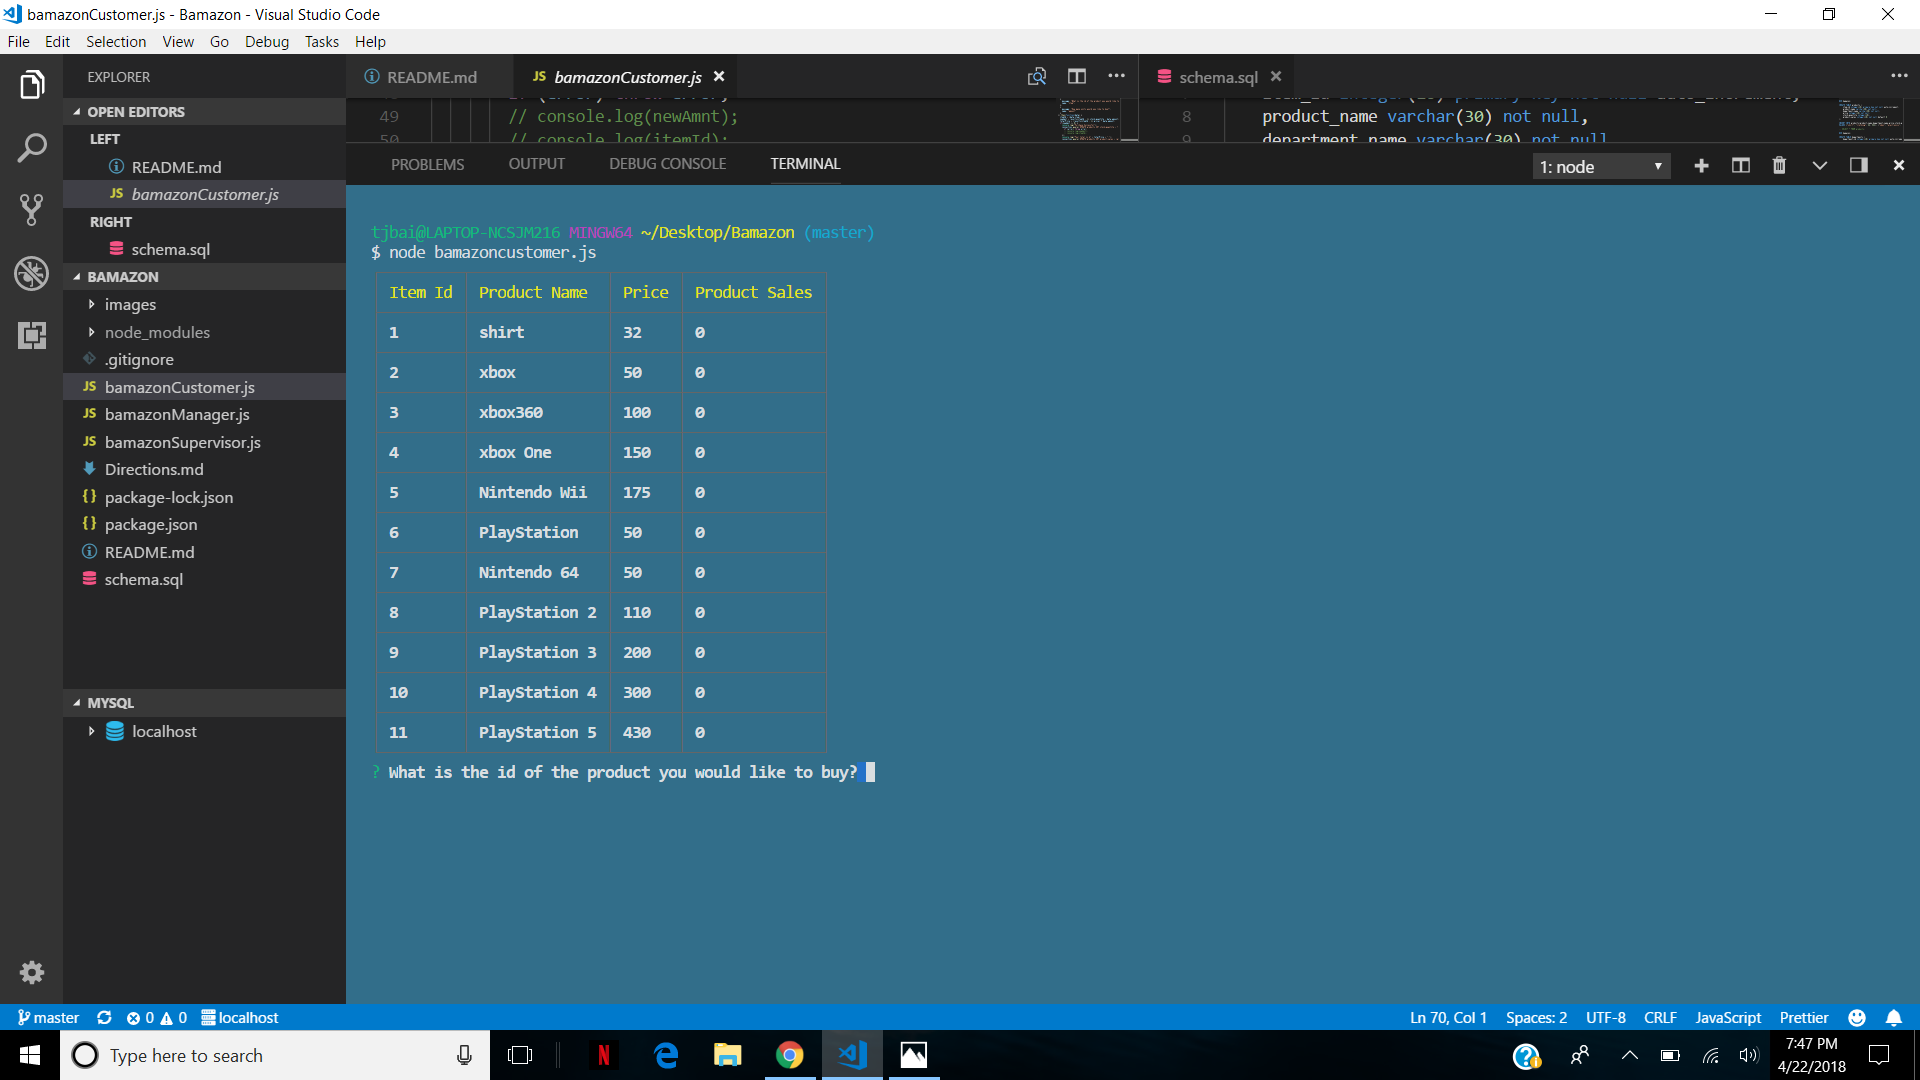 bamazonCustomer.js - Bamazon - Visual Studio Code
File Edit Selection View Go Debug Tasks Help
EXPLORER
OPEN EDITORS
LEFT
README.md
bamazonCustomer.js
RIGHT
schema.sql
BAMAZON
images
node_modules
.gitignore
JS bamazonCustomer.js
JS bamazonManager.js
JS bamazonSupervisor.js
Directions.md
{} package-lock.json
{} package.json
README.md
schema.sql
MYSQL
localhost
README.md JS bamazonCustomer.js
49 // console.log(newAmnt);
50 // console.log(itemId);
schema.sql
8 product_name varchar(30) not null,
9 department_name varchar(30) not null
PROBLEMS OUTPUT DEBUG CONSOLE TERMINAL 1: node
tjbai@LAPTOP-NCSJM216 MINGW64 ~/Desktop/Bamazon (master)
$ node bamazoncustomer.js
Item Id Product Name Price Product Sales
1 shirt 32 0
2 xbox 50 0
3 xbox360 100 0
4 xbox One 150 0
5 Nintendo Wii 175 0
6 PlayStation 50 0
7 Nintendo 64 50 0
8 PlayStation 2 110 0
9 PlayStation 3 200 0
10 PlayStation 4 300 0
11 PlayStation 5 430 0
? What is the id of the product you would like to buy?
master 0 0 localhost Ln 70, Col 1 Spaces: 2 UTF-8 CRLF JavaScript Prettier
Type here to search
7:47 PM
4/22/2018